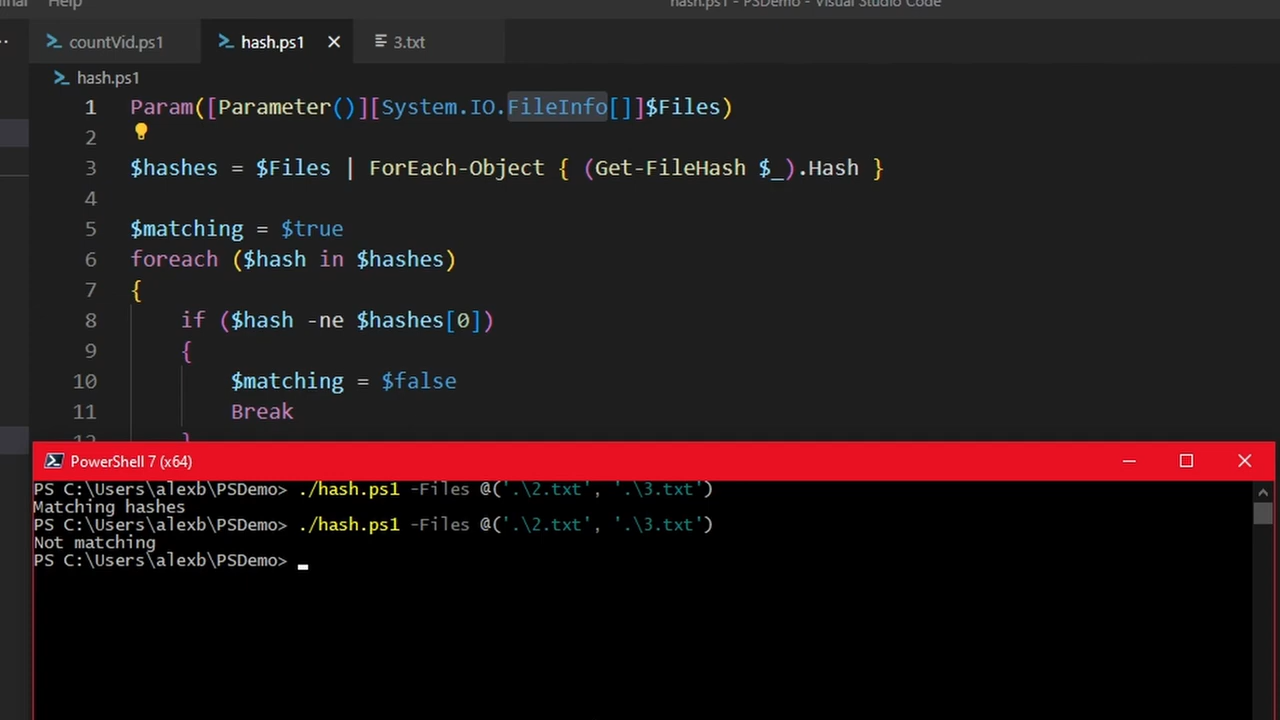 Help
hash.ps1 - PSDemo - Visual Studio Code
countVid.ps1
hash.ps1
3.txt
hash.ps1
1 Param([Parameter()][System.IO.FileInfo[]]$Files)
2
3 $hashes = $Files | ForEach-Object { (Get-FileHash $_).Hash }
4
5 $matching = $true
6 foreach ($hash in $hashes)
7 {
8 if ($hash -ne $hashes[0])
9 {
10 $matching = $false
11 Break
12 }
PowerShell 7 (x64)
PS C:\Users\alexb\PSDemo> ./hash.ps1 -Files @('.\2.txt', '.\3.txt')
Matching hashes
PS C:\Users\alexb\PSDemo> ./hash.ps1 -Files @('.\2.txt', '.\3.txt')
Not matching
PS C:\Users\alexb\PSDemo>